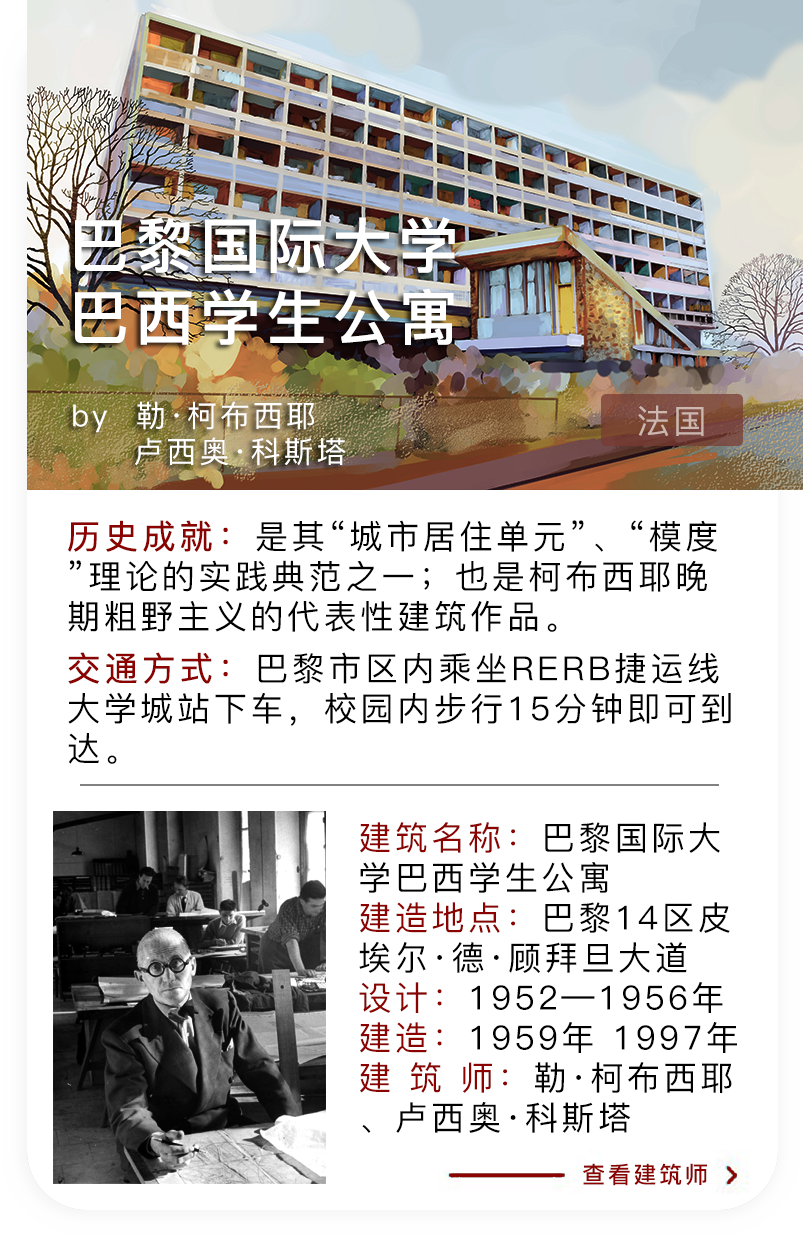 巴黎国际大学
巴西学生公寓
by 勒·柯布西耶
卢西奥·科斯塔
法国
历史成就：是其“城市居住单元”、“模度
”理论的实践典范之一；也是柯布西耶晚
期粗野主义的代表性建筑作品。
交通方式：巴黎市区内乘坐RERB捷运线
大学城站下车，校园内步行15分钟即可到
达。
建筑名称：巴黎国际大
学巴西学生公寓
建造地点：巴黎14区皮
埃尔·德·顾拜旦大道
设计：1952—1956年
建造：1959年 1997年
建 筑 师：勒·柯布西耶
、卢西奥·科斯塔
查看建筑师